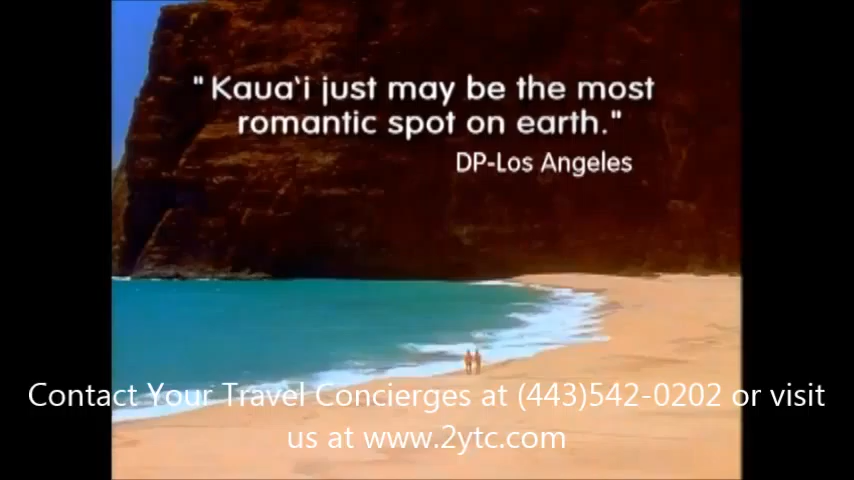 "Kaua‘i just may be the most
romantic spot on earth."
DP-Los Angeles
Contact Your Travel Concierges at (443)542-0202 or visit
us at www.2ytc.com